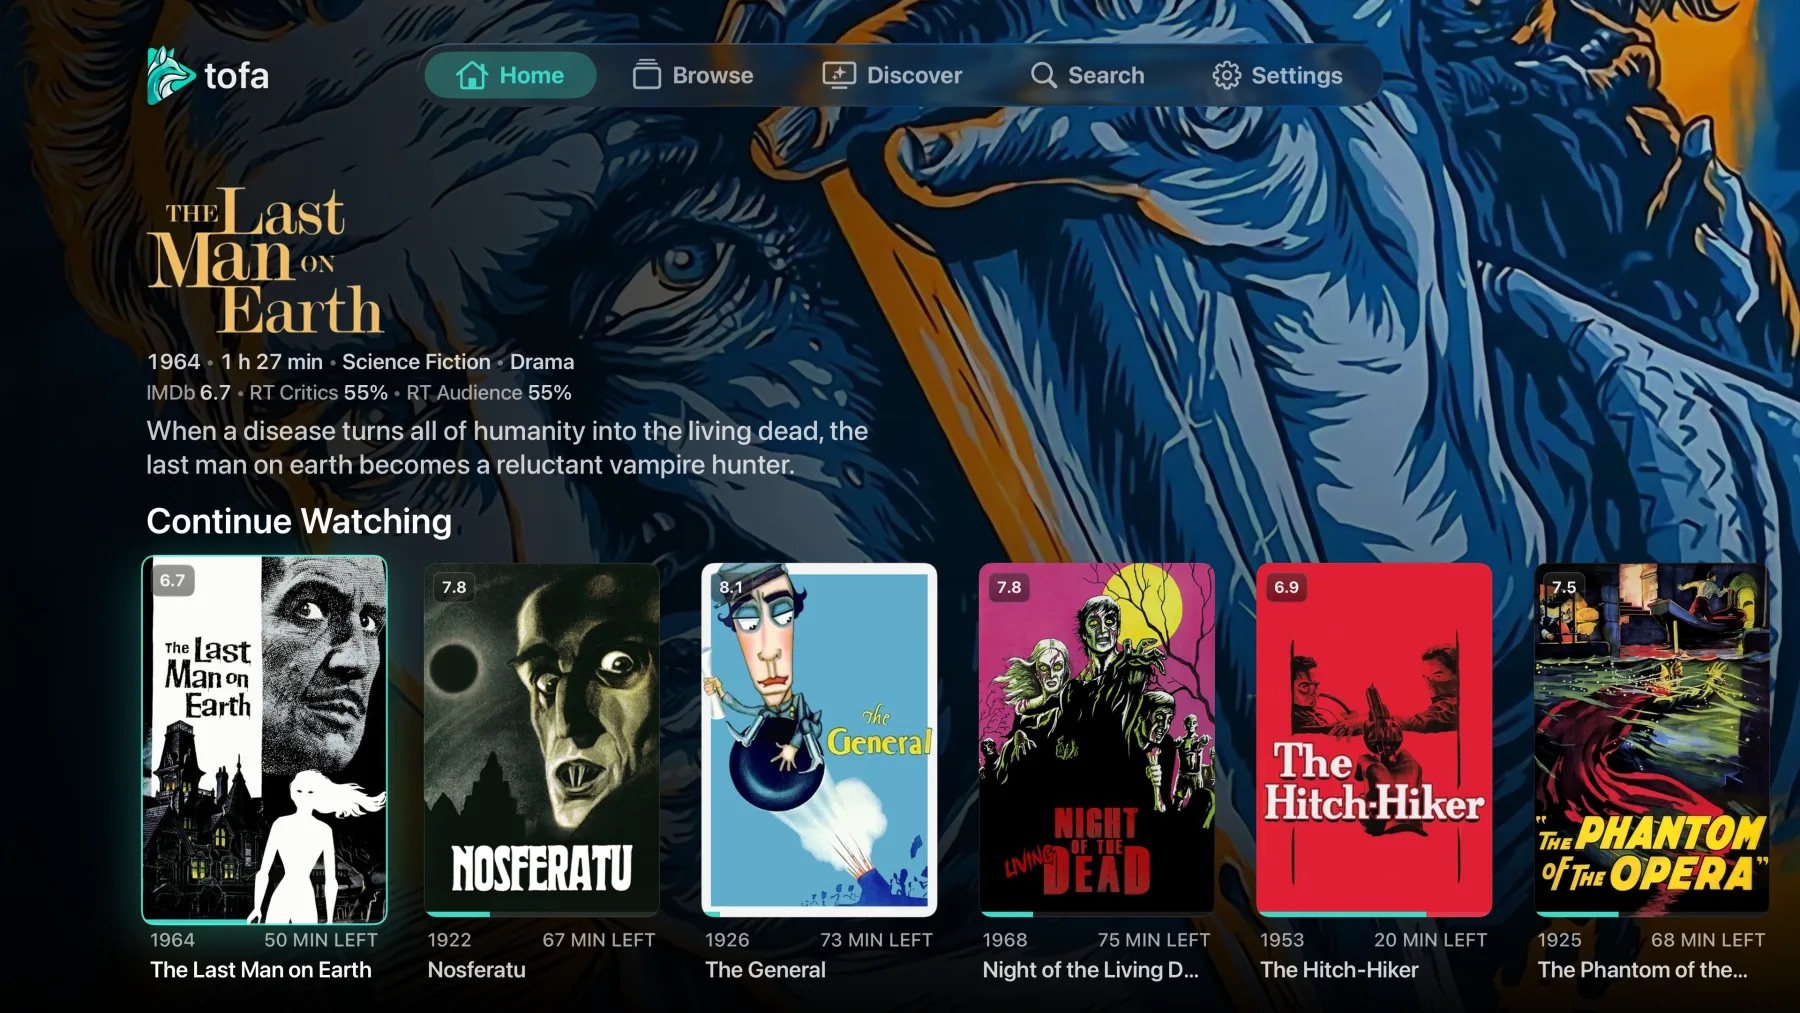 tofa
Home
Browse
Discover
Search
Settings
THE Last
Man ON
Earth
1964 • 1 h 27 min • Science Fiction • Drama
IMDb 6.7 • RT Critics 55% • RT Audience 55%
When a disease turns all of humanity into the living dead, the
last man on earth becomes a reluctant vampire hunter.
Continue Watching
6.7
The Last
Man on
Earth
1964
50 MIN LEFT
The Last Man on Earth
7.8
NOSFERATU
1922
67 MIN LEFT
Nosferatu
8.1
The
General
1926
73 MIN LEFT
The General
7.8
NIGHT
OF THE
LIVING DEAD
1968
75 MIN LEFT
Night of the Living D...
6.9
The
Hitch-Hiker
1953
20 MIN LEFT
The Hitch-Hiker
7.5
"THE PHANTOM
OF THE OPERA"
1925
68 MIN LEFT
The Phantom of the...